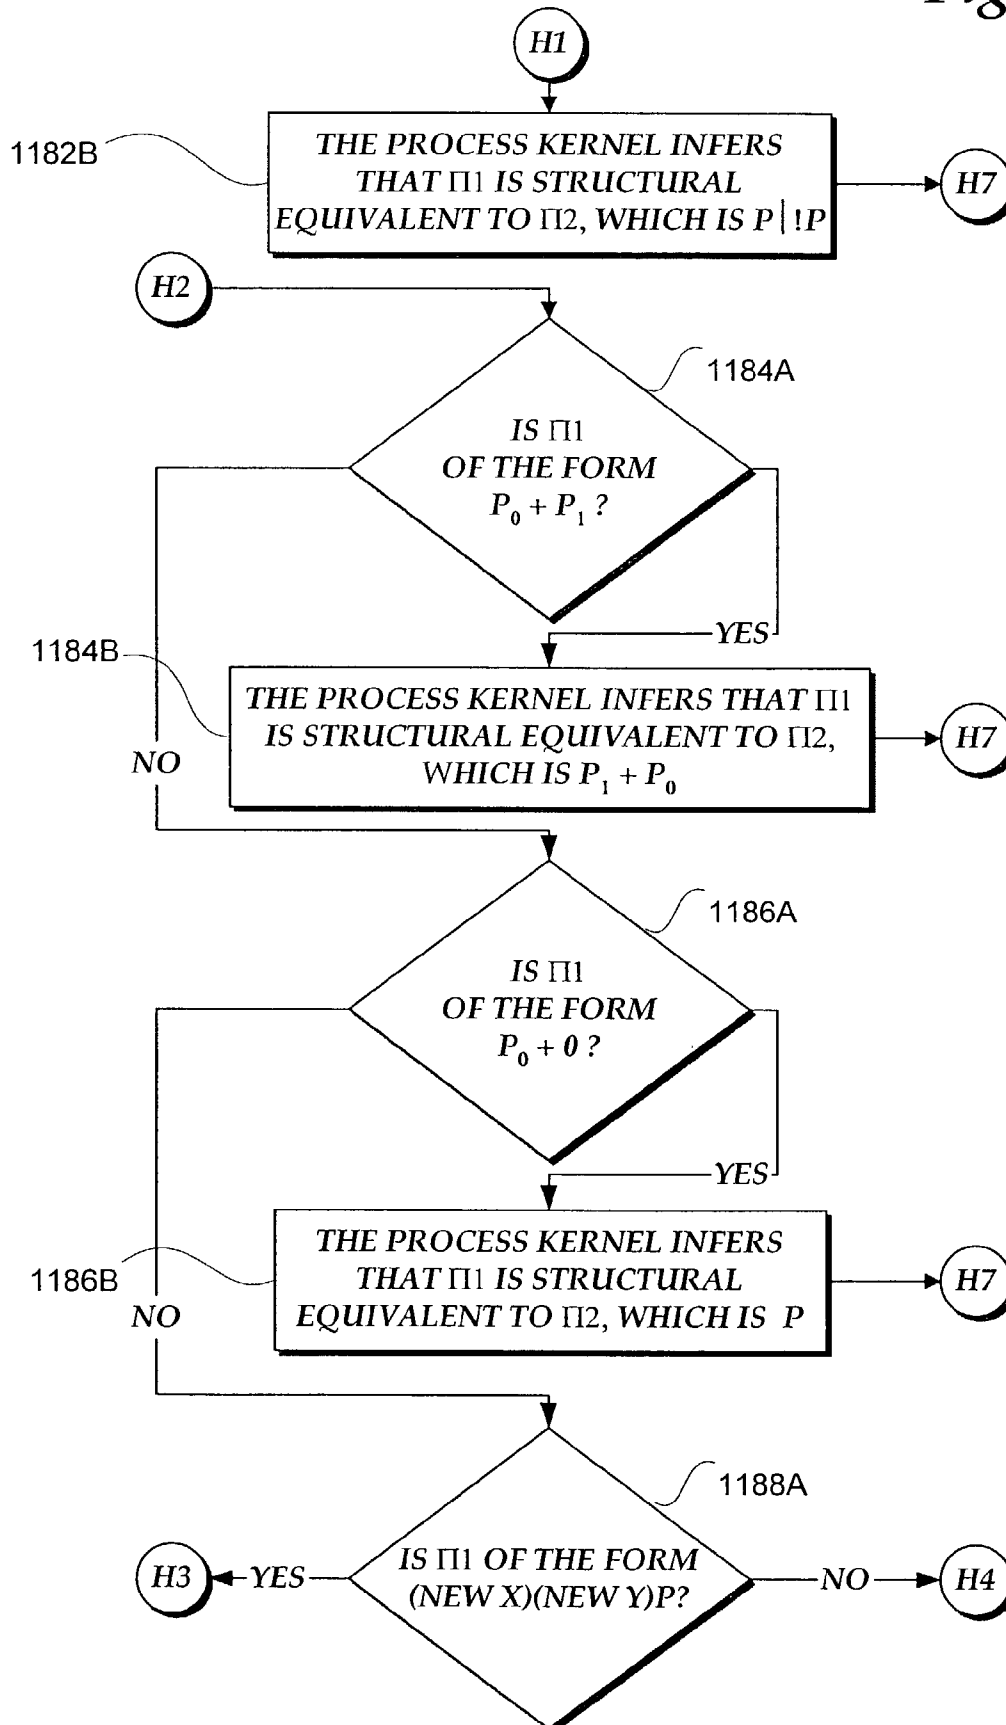 Fig
H1
1182B
THE PROCESS KERNEL INFERS
THAT Π1 IS STRUCTURAL
EQUIVALENT TO Π2, WHICH IS P | !P
H7
H2
1184A
IS Π1
OF THE FORM
P₀ + P₁ ?
YES
1184B
THE PROCESS KERNEL INFERS THAT Π1
IS STRUCTURAL EQUIVALENT TO Π2,
WHICH IS P₁ + P₀
H7
NO
1186A
IS Π1
OF THE FORM
P₀ + 0 ?
YES
1186B
THE PROCESS KERNEL INFERS
THAT Π1 IS STRUCTURAL
EQUIVALENT TO Π2, WHICH IS P
H7
NO
1188A
IS Π1 OF THE FORM
(NEW X)(NEW Y)P?
H3
YES
NO
H4